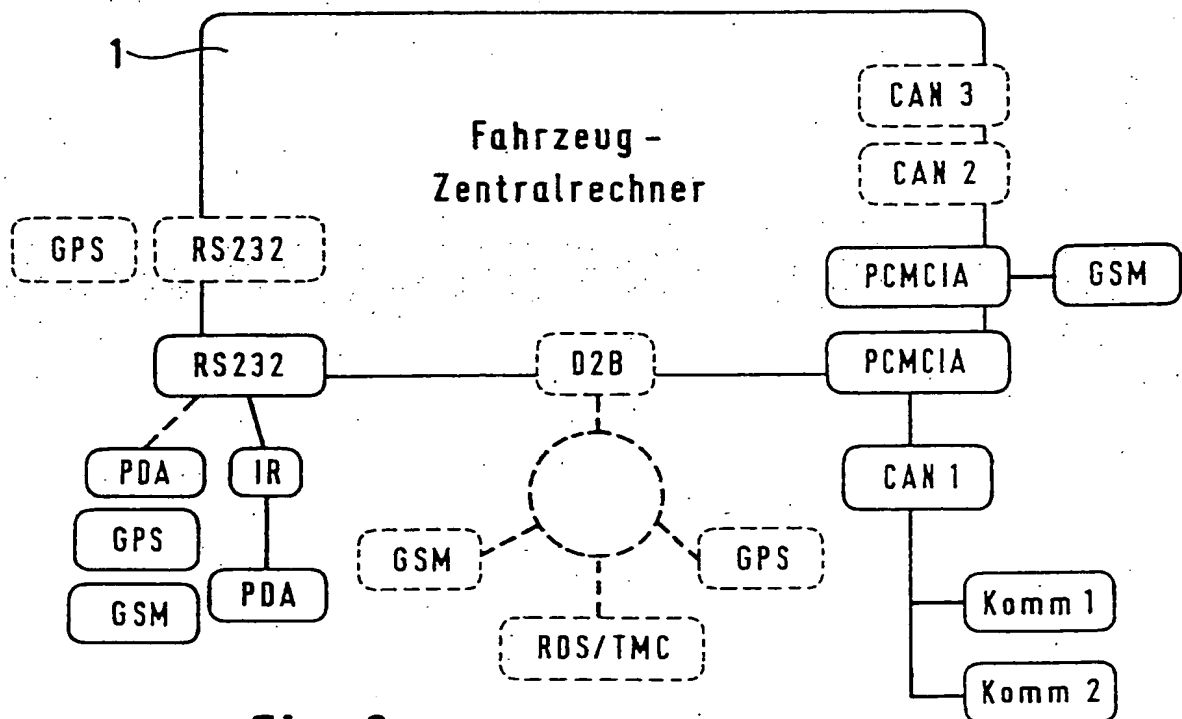 1
CAN 3
Fahrzeug -
Zentralrechner
CAN 2
GPS
RS232
PCMCIA
GSM
RS232
D2B
PCMCIA
PDA
IR
CAN 1
GPS
GSM
GPS
GSM
PDA
Komm 1
RDS/TMC
Komm 2